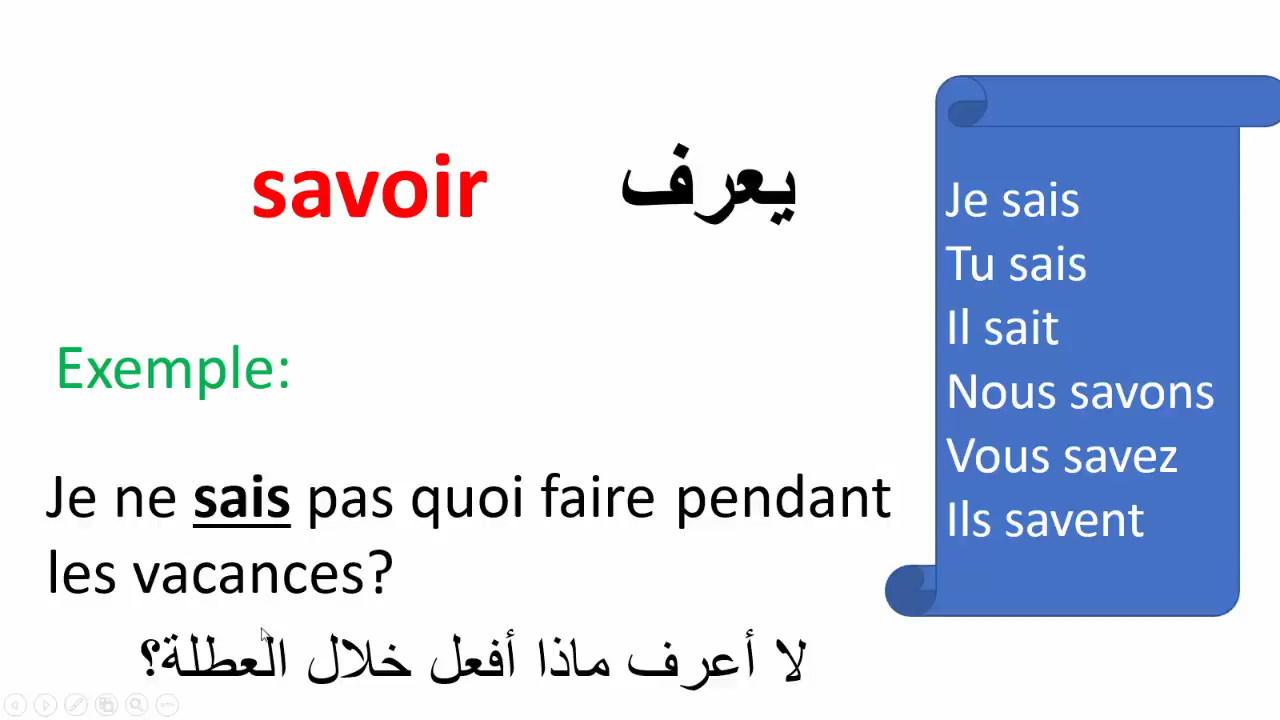 savoir يعرف
Exemple:
Je ne sais pas quoi faire pendant
les vacances?
لا أعرف ماذا أفعل خلال العطلة؟
Je sais
Tu sais
Il sait
Nous savons
Vous savez
Ils savent